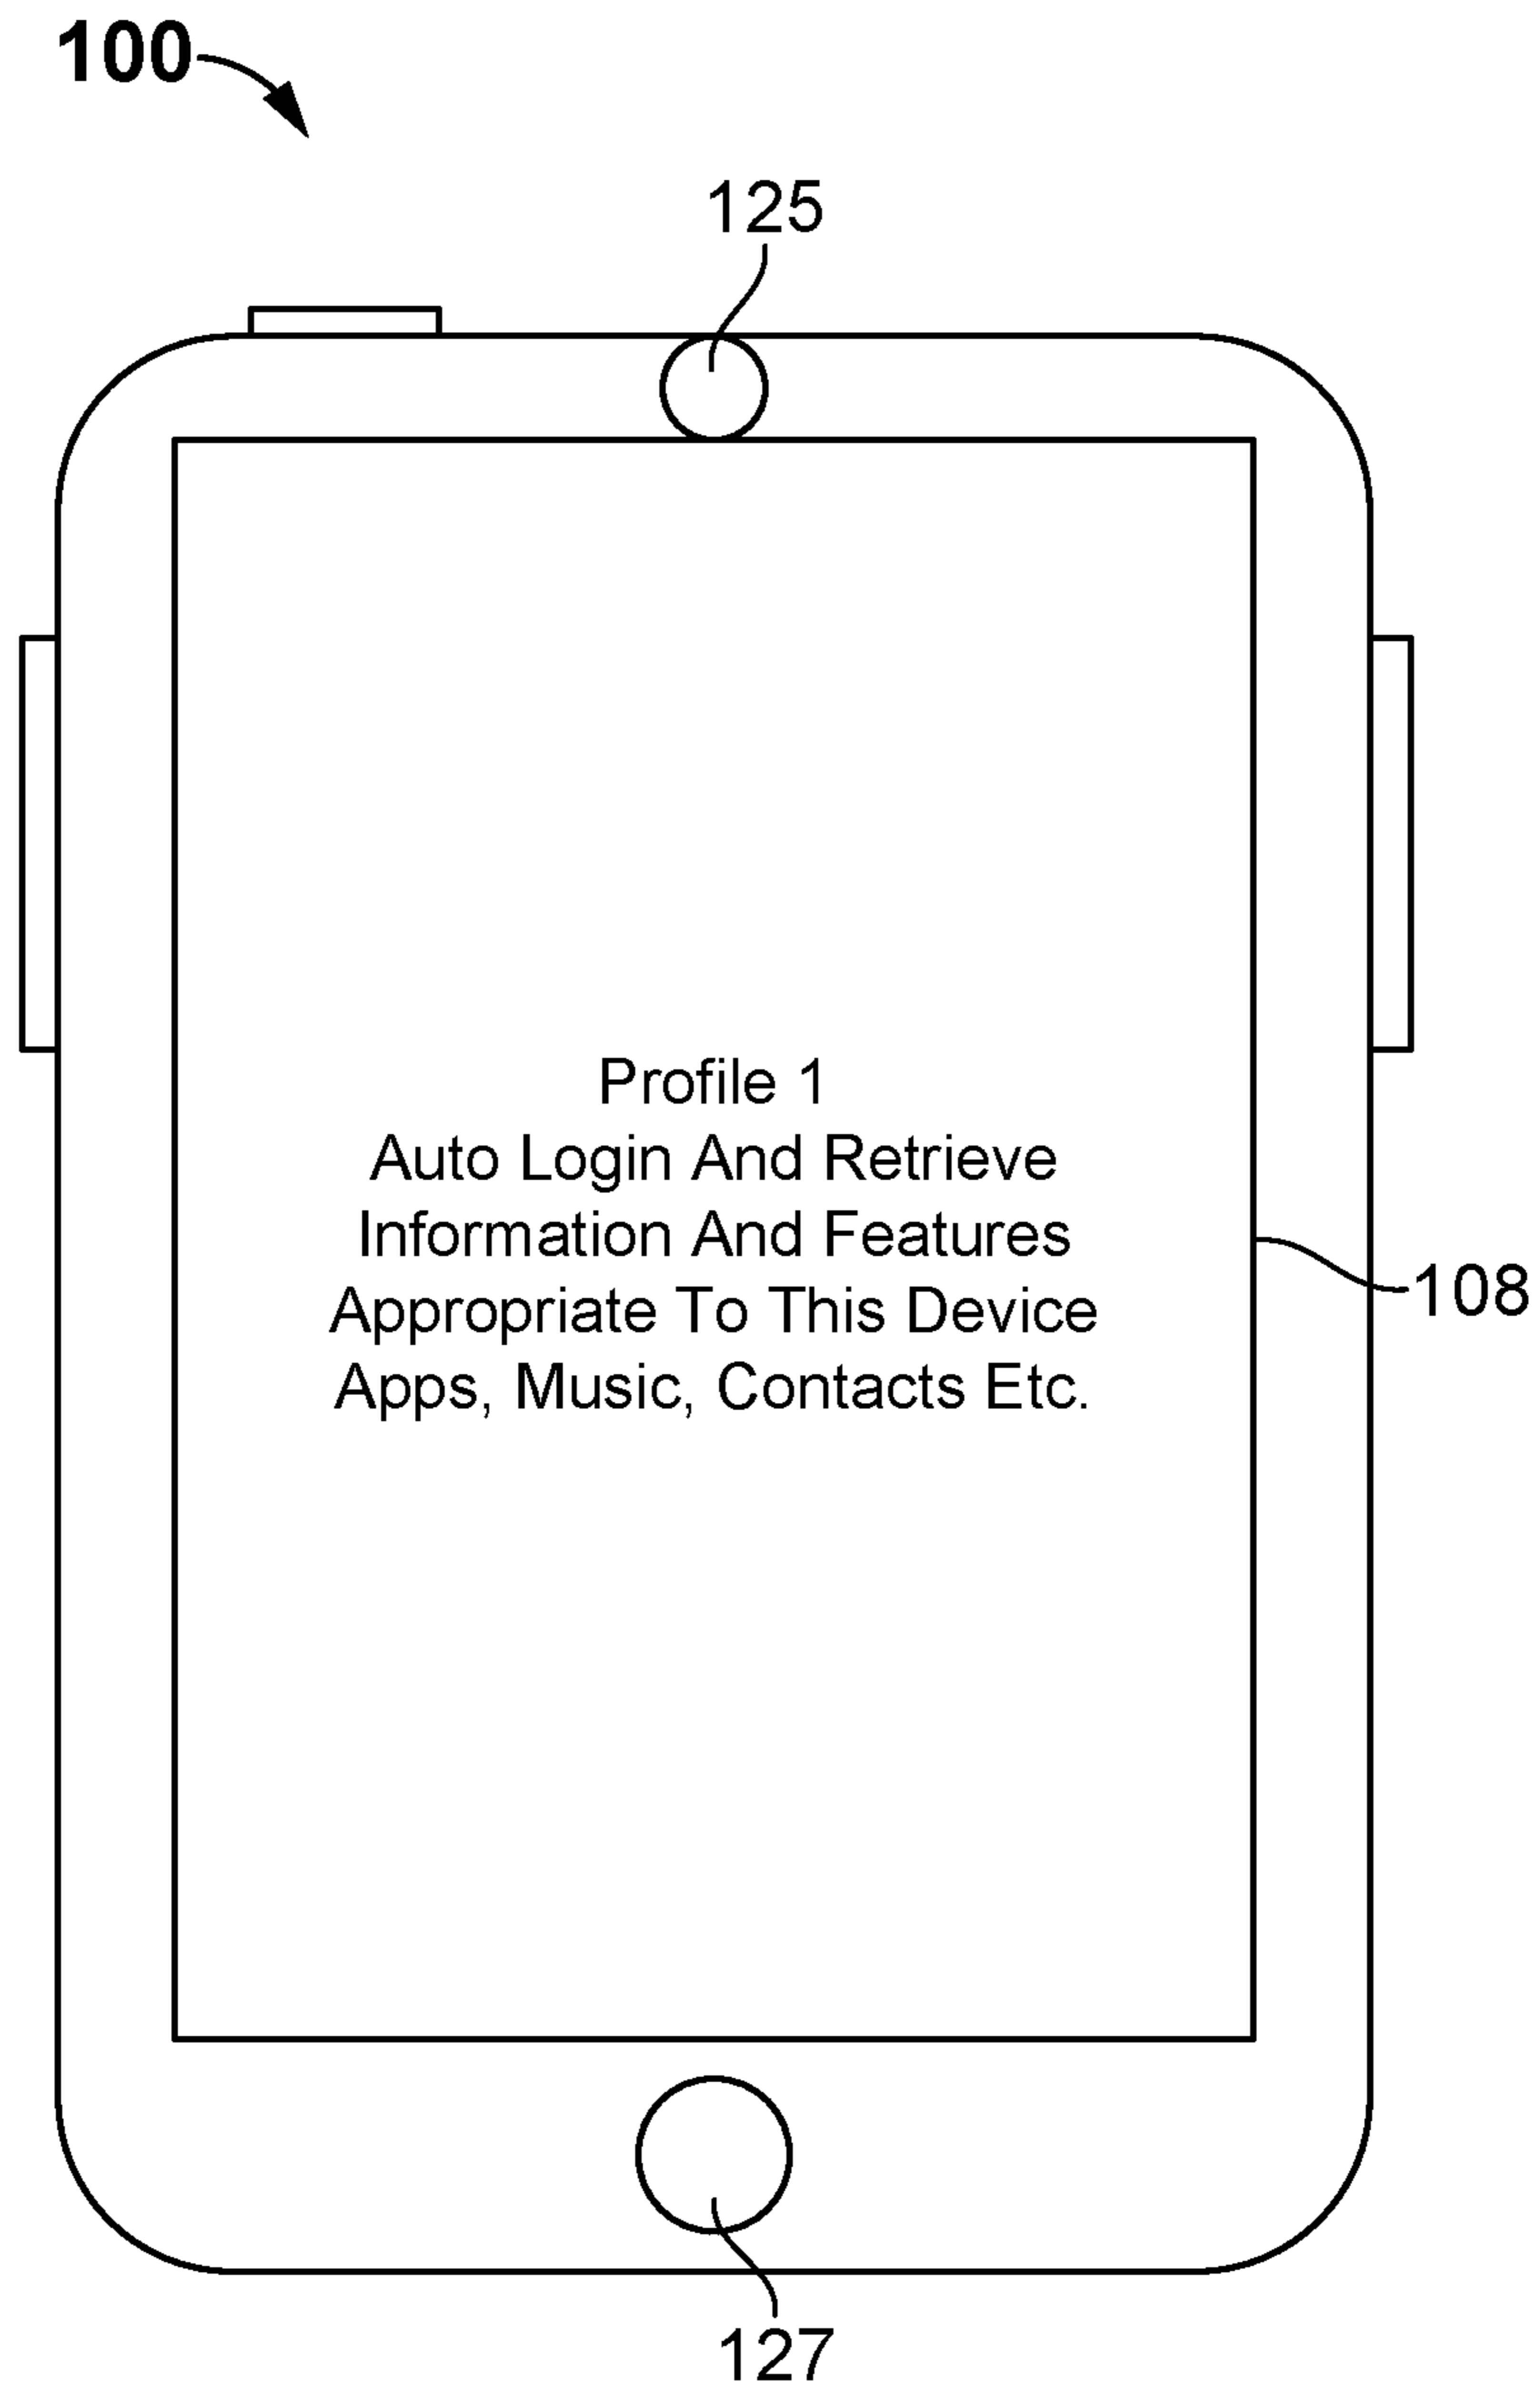 100
125
Profile 1
Auto Login And Retrieve
Information And Features
Appropriate To This Device
Apps, Music, Contacts Etc.
108
127